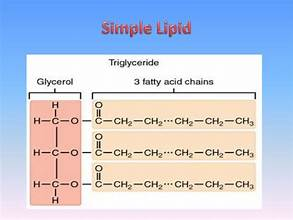 Simple Lipid
Triglyceride
Glycerol 3 fatty acid chains
H O
H—C—O—C—CH₂—CH₂···CH₂—CH₂—CH₃
O
H—C—O—C—CH₂—CH₂···CH₂—CH₂—CH₃
O
H—C—O—C—CH₂—CH₂···CH₂—CH₂—CH₃
H